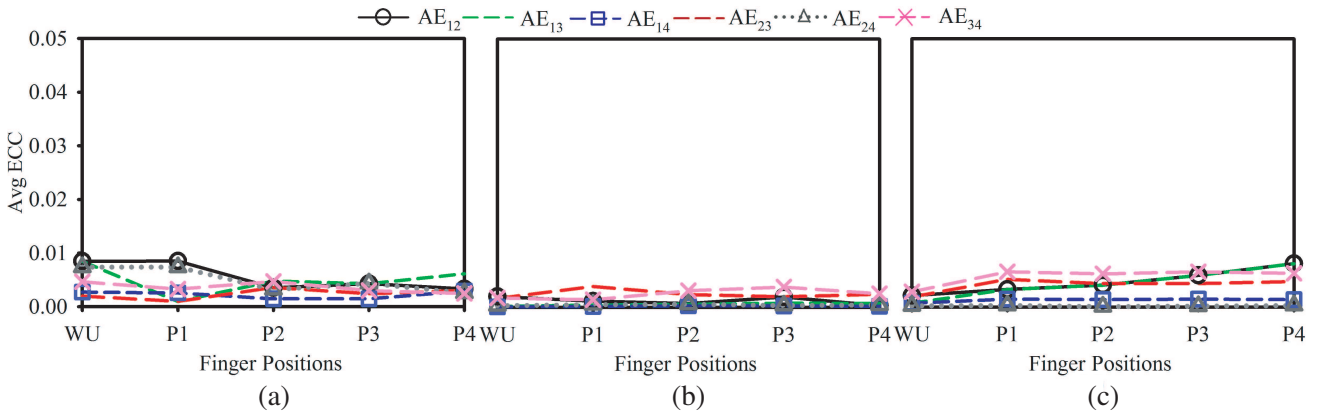 AE12 AE13 AE14 AE23 AE24 AE34
Avg ECC
0.05
0.04
0.03
0.02
0.01
0.00
WU P1 P2 P3 P4 WU P1 P2 P3 P4 WU P1 P2 P3 P4
Finger Positions Finger Positions Finger Positions
(a) (b) (c)